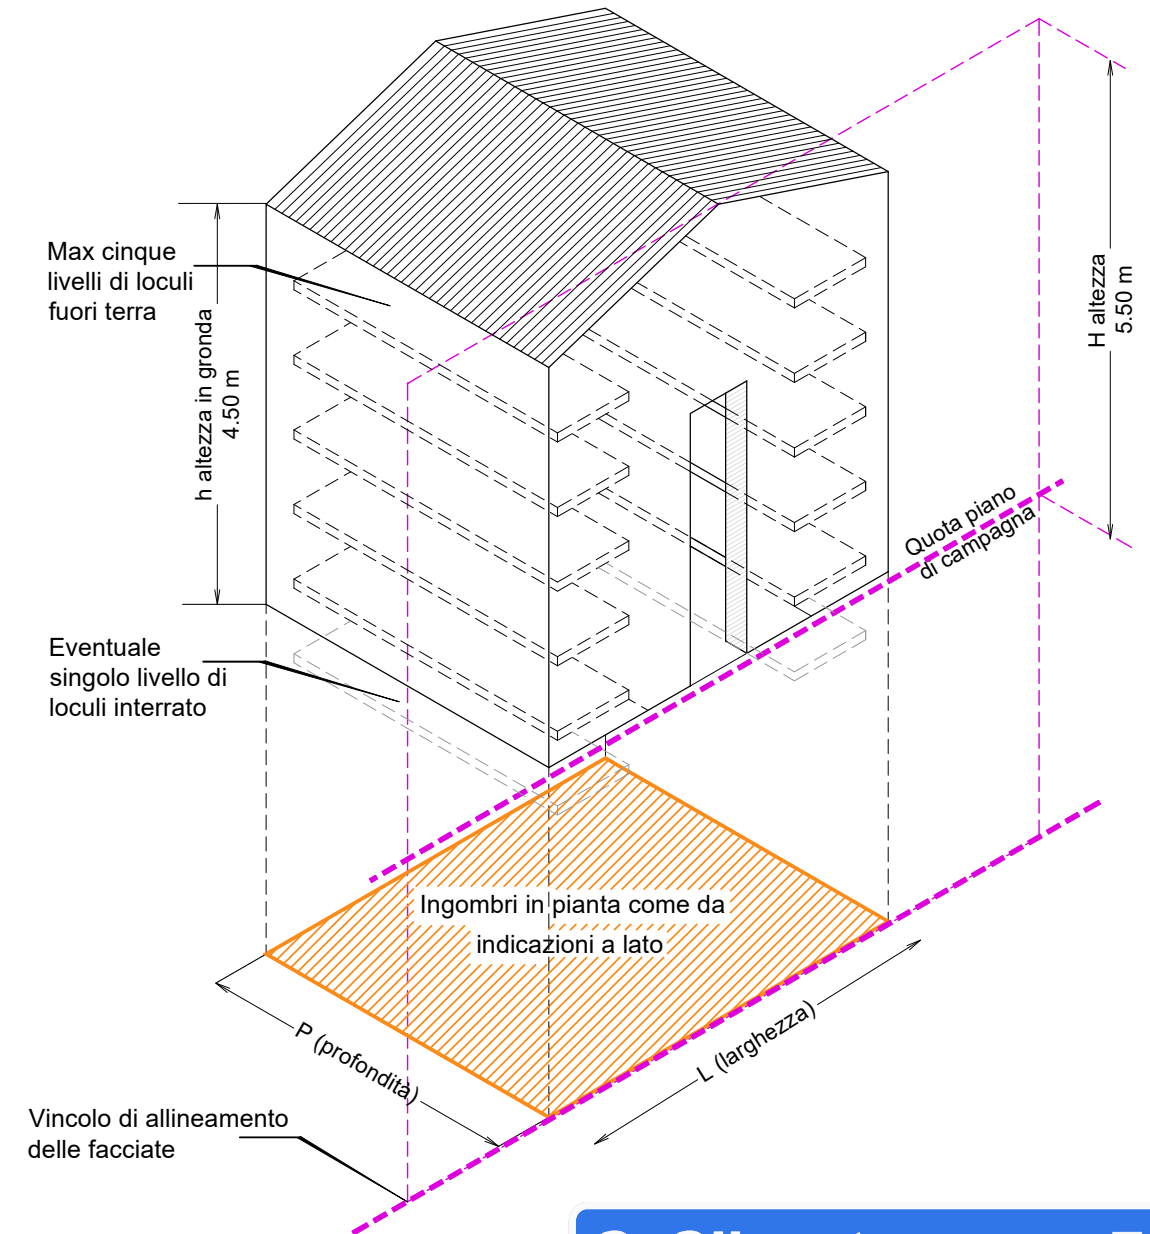 Max cinque
livelli di loculi
fuori terra
h altezza in gronda
4.50 m
H altezza
5.50 m
Quota piano
di campagna
Eventuale
singolo livello di
loculi interrato
Ingombri in pianta come da
indicazioni a lato
P (profondità)
L (larghezza)
Vincolo di allineamento
delle facciate